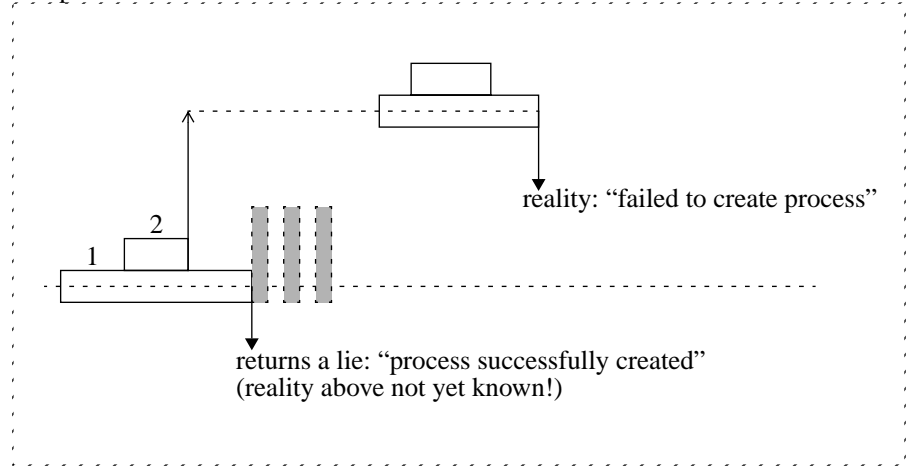 reality: “failed to create process”
2
1
returns a lie: “process successfully created”
(reality above not yet known!)